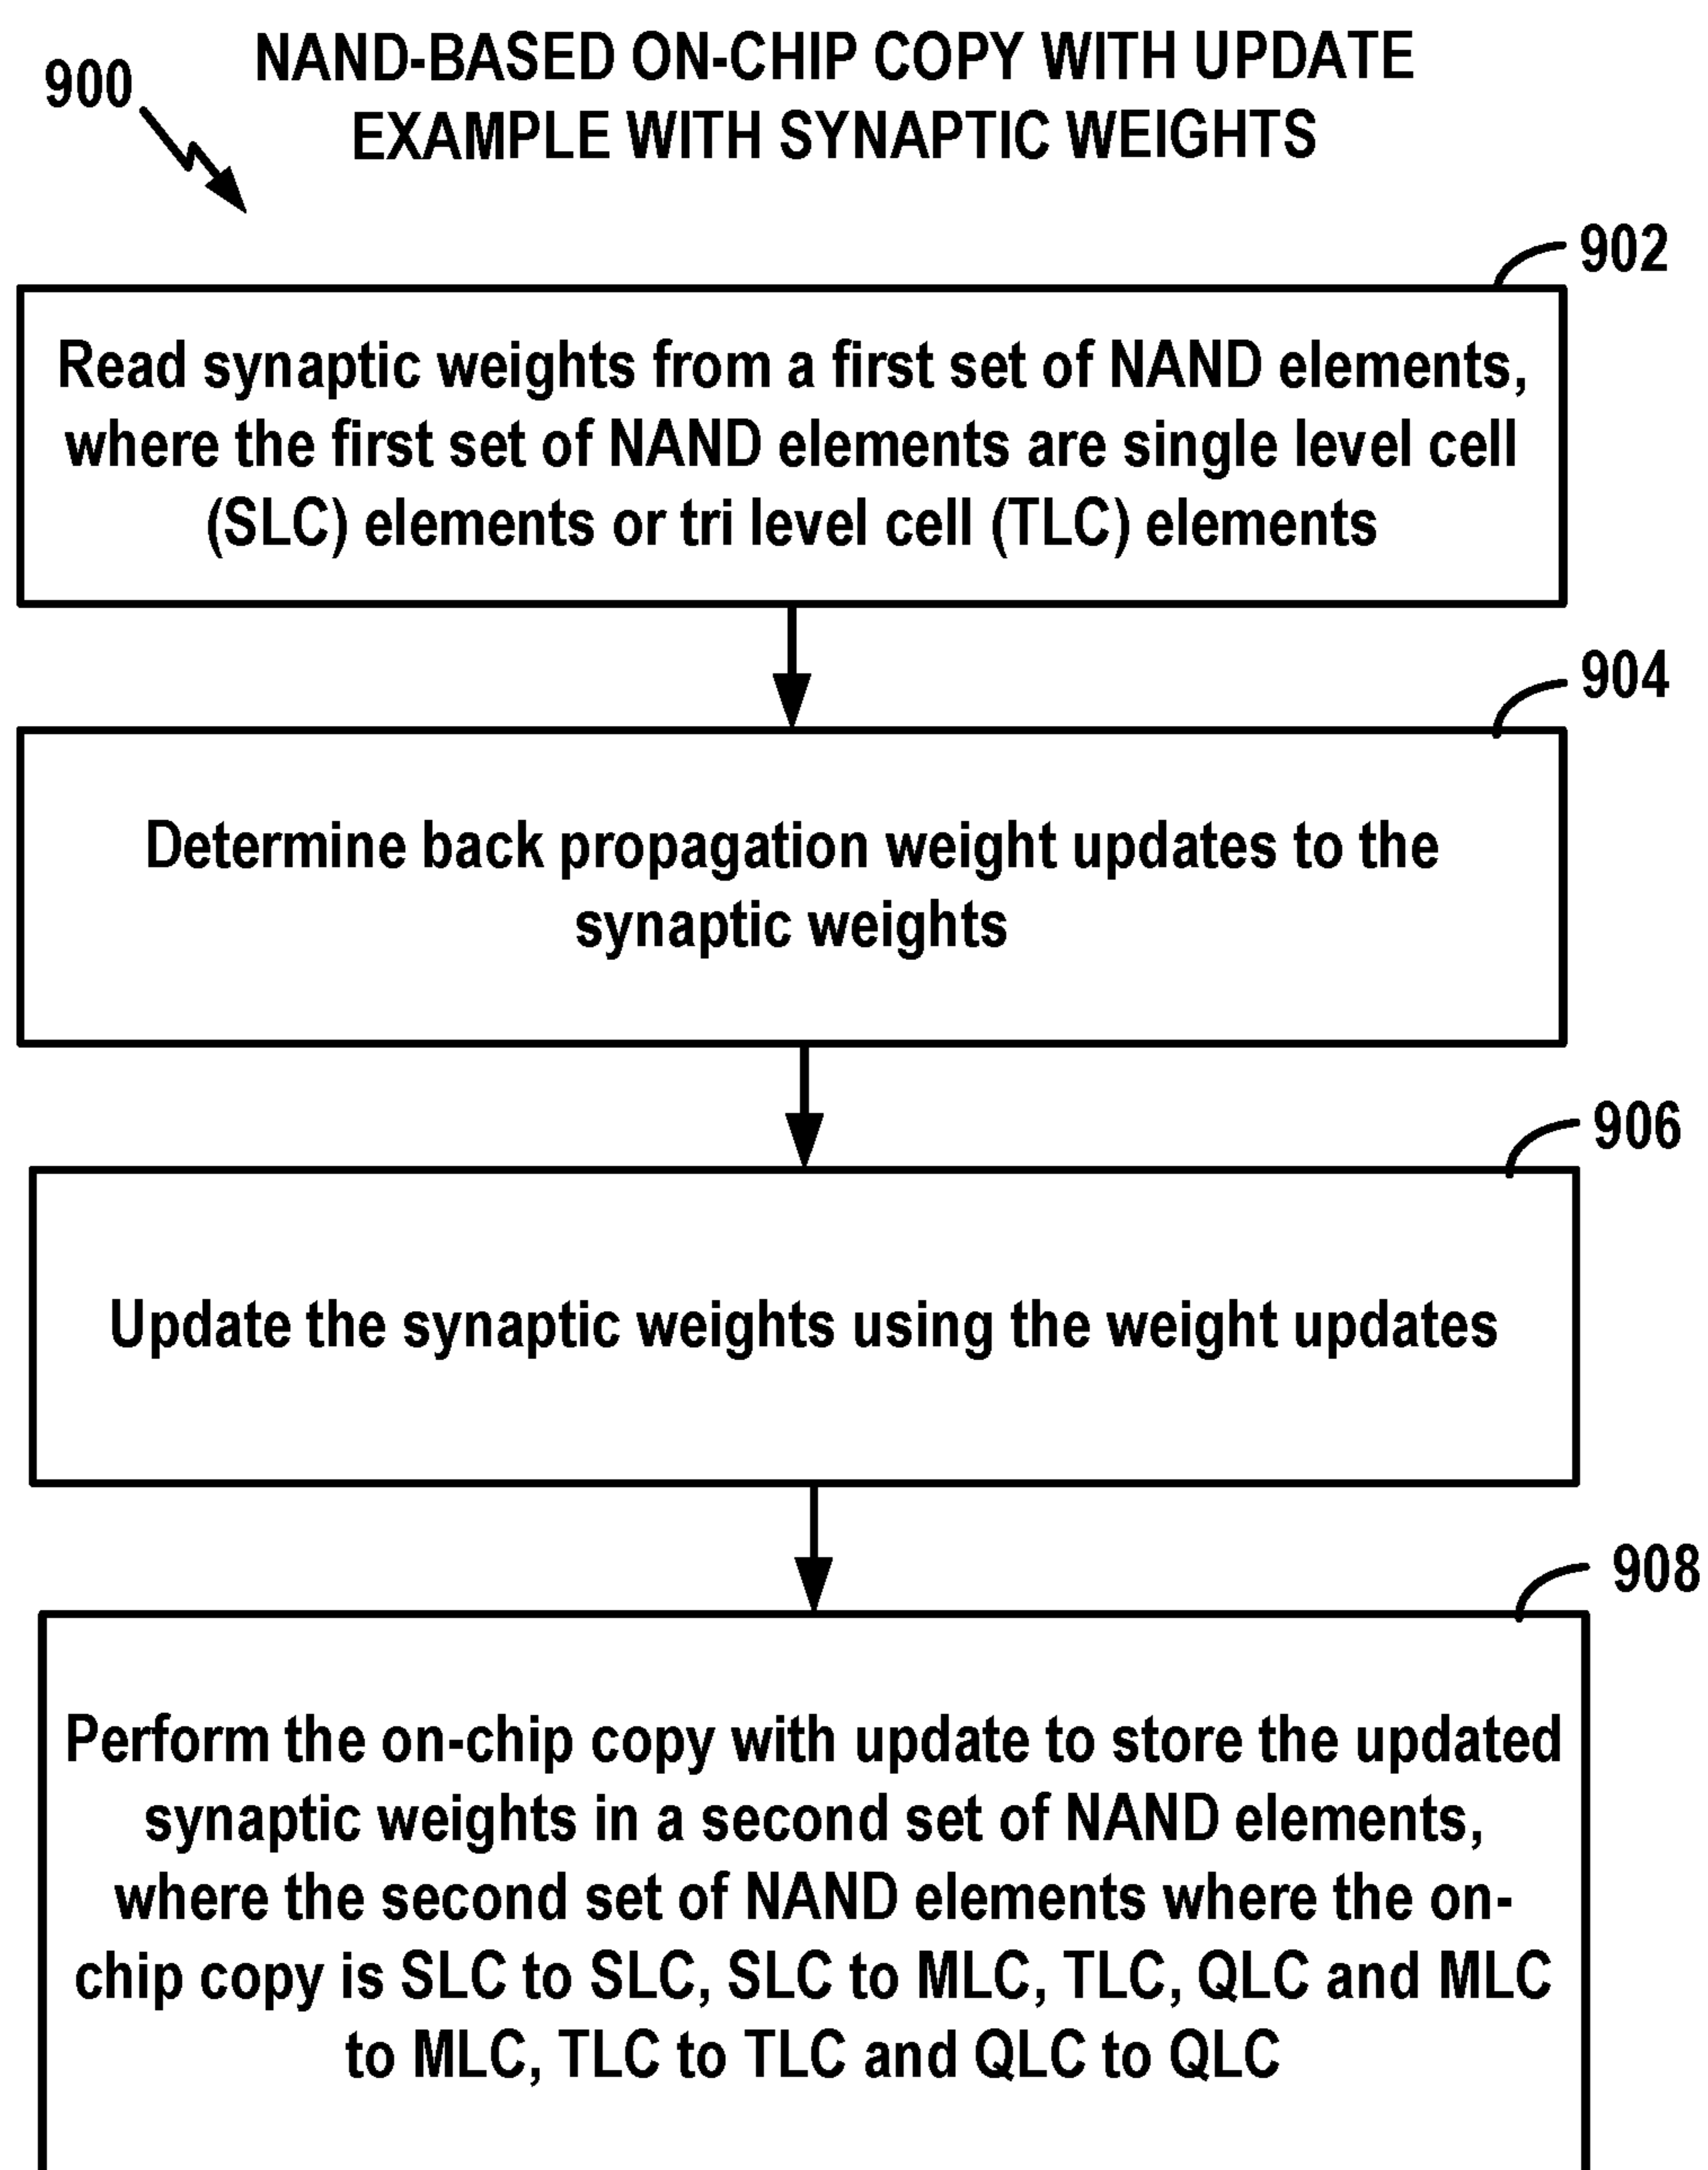 NAND-BASED ON-CHIP COPY WITH UPDATE
EXAMPLE WITH SYNAPTIC WEIGHTS
900
902
Read synaptic weights from a first set of NAND elements,
where the first set of NAND elements are single level cell
(SLC) elements or tri level cell (TLC) elements
904
Determine back propagation weight updates to the
synaptic weights
906
Update the synaptic weights using the weight updates
908
Perform the on-chip copy with update to store the updated
synaptic weights in a second set of NAND elements,
where the second set of NAND elements where the on-
chip copy is SLC to SLC, SLC to MLC, TLC, QLC and MLC
to MLC, TLC to TLC and QLC to QLC